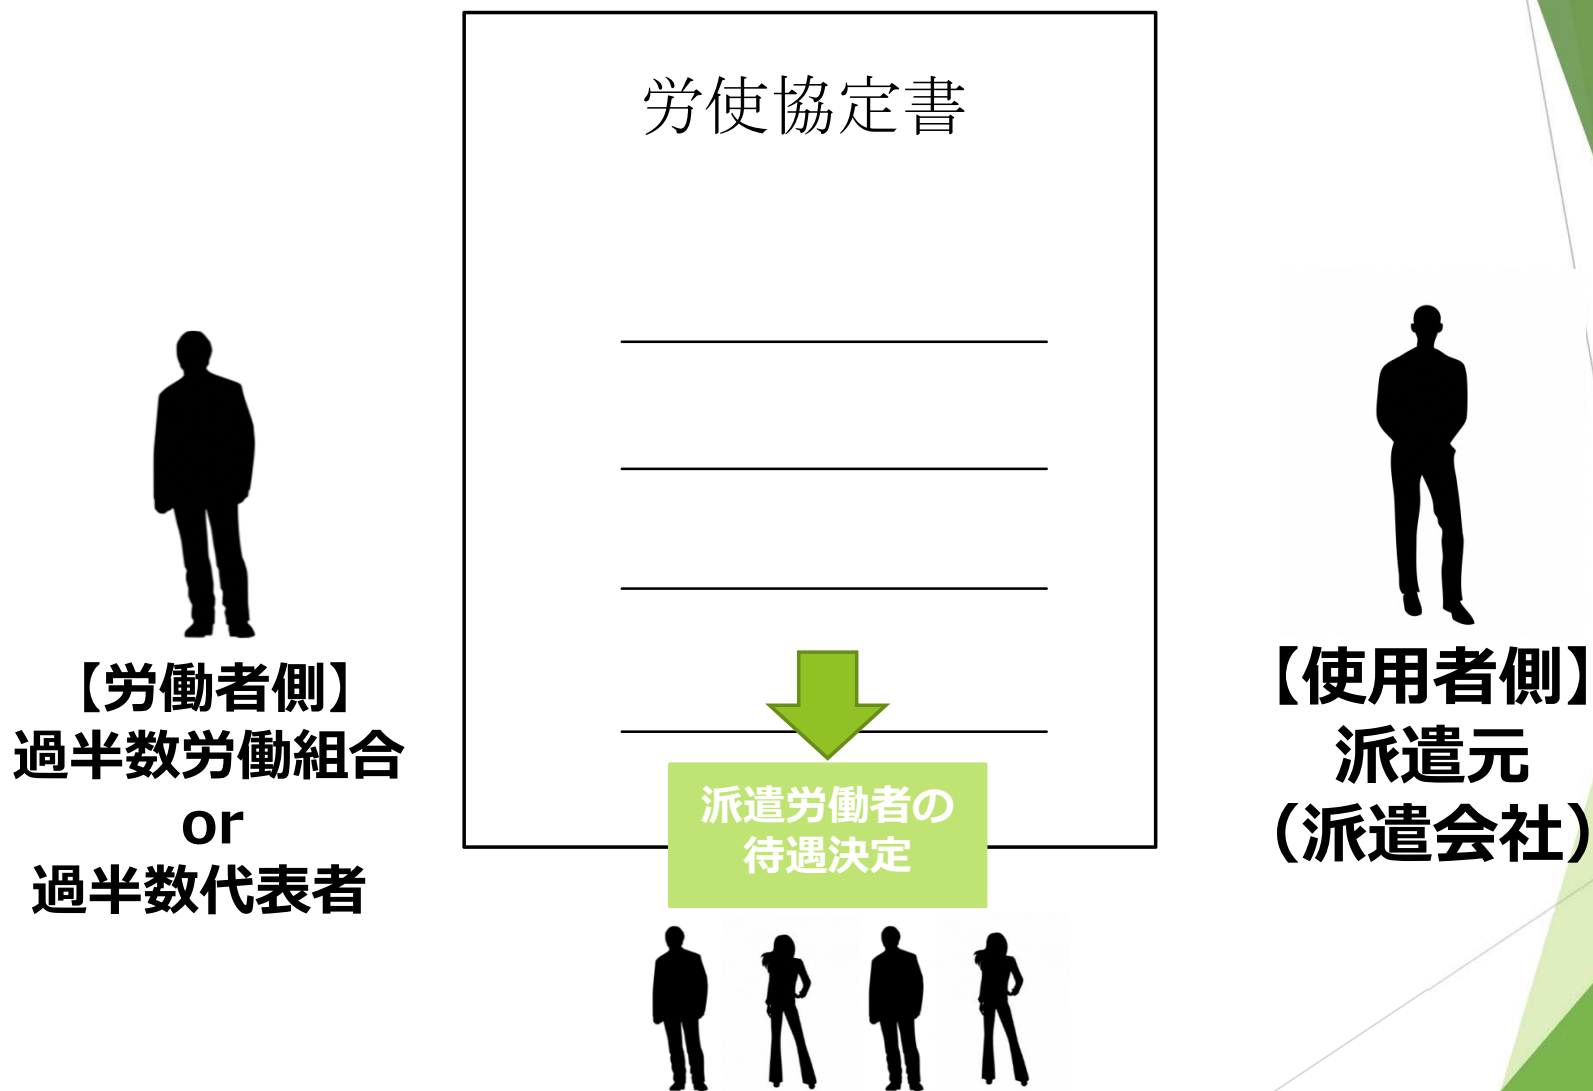 労使協定書
【労働者側】
過半数労働組合
or
過半数代表者
派遣労働者の
待遇決定
【使用者側】
派遣元
（派遣会社）